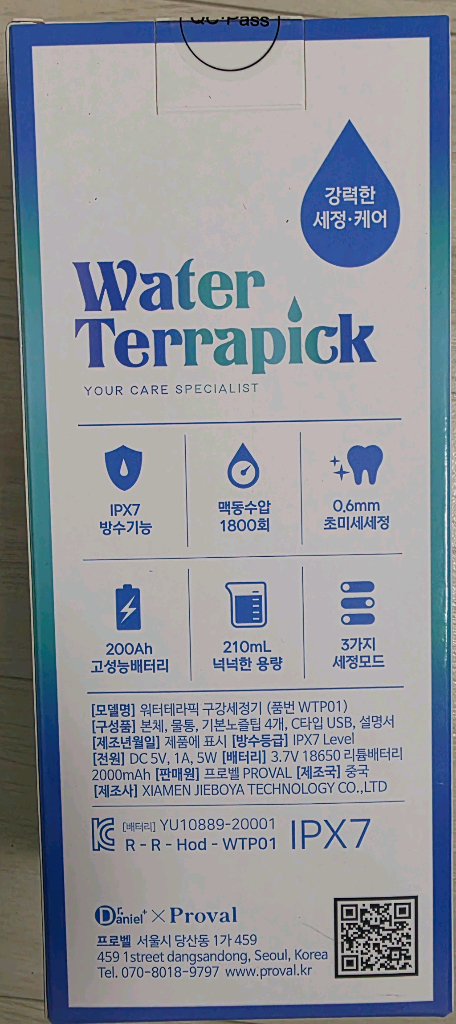 QC·Pass
강력한
세정·케어
Water
Terrapick
YOUR CARE SPECIALIST
IPX7
방수기능
맥동수압
1800회
0.6mm
초미세세정
200Ah
고성능배터리
210mL
넉넉한 용량
3가지
세정모드
[모델명] 워터테라픽 구강세정기 (품번 WTP01)
[구성품] 본체, 물통, 기본노즐팁 4개, C타입 USB, 설명서
[제조년월일] 제품에 표시 [방수등급] IPX7 Level
[전원] DC 5V, 1A, 5W [배터리] 3.7V 18650 리튬배터리
2000mAh [판매원] 프로벨 PROVAL [제조국] 중국
[제조사] XIAMEN JIEBOYA TECHNOLOGY CO.,LTD
[배터리] YU10889-20001
R - R - Hod - WTP01
IPX7
Dr.Daniel+ × Proval
프로벨 서울시 당산동 1가 459
459 1street dangsandong, Seoul, Korea
Tel. 070-8018-9797 www.proval.kr